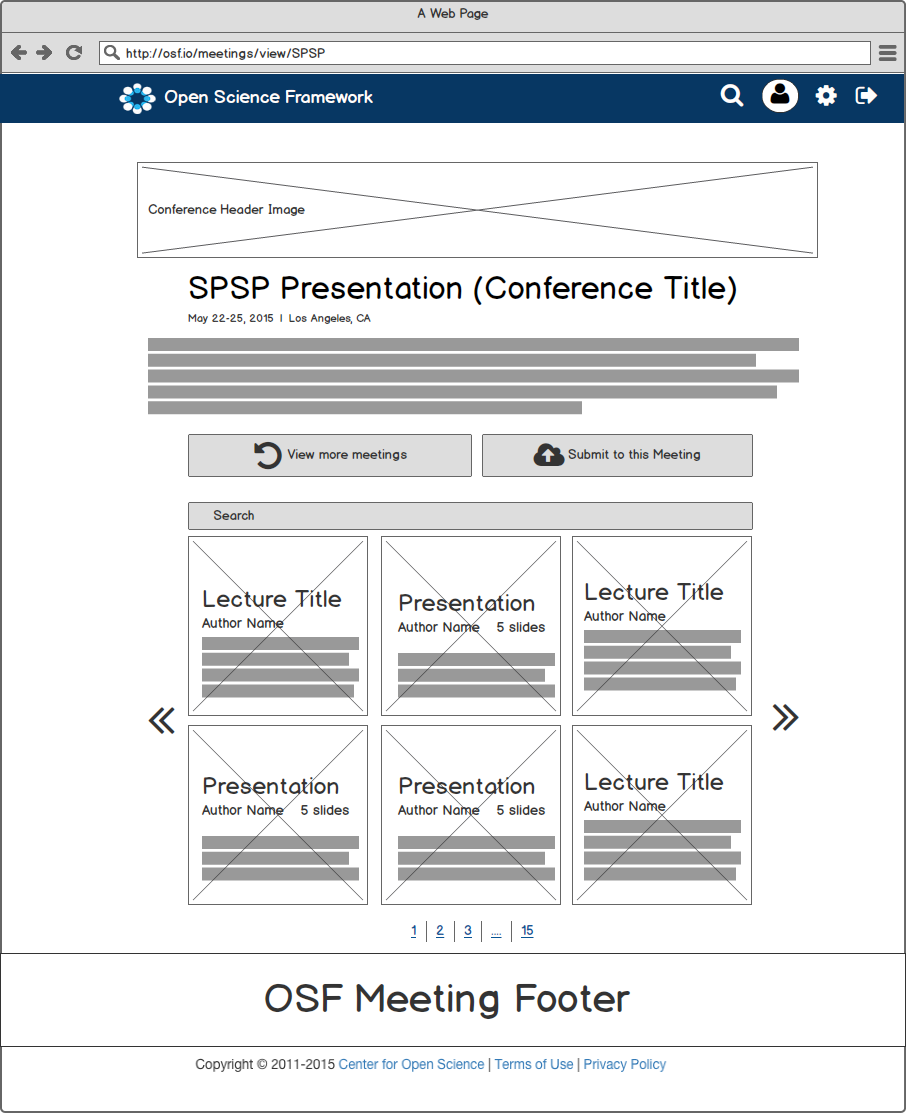 A Web Page
http://osf.io/meetings/view/SPSP
Open Science Framework
Conference Header Image
SPSP Presentation (Conference Title)
May 22-25, 2015 | Los Angeles, CA
View more meetings
Submit to this Meeting
Search
Lecture Title
Author Name
Presentation
Author Name 5 slides
Lecture Title
Author Name
Presentation
Author Name 5 slides
Presentation
Author Name 5 slides
Lecture Title
Author Name
1 | 2 | 3 | .... | 15
OSF Meeting Footer
Copyright © 2011-2015 Center for Open Science | Terms of Use | Privacy Policy